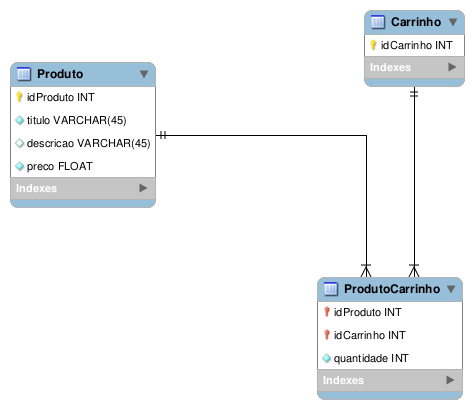 Carrinho
idCarrinho INT
Indexes
Produto
idProduto INT
titulo VARCHAR(45)
descricao VARCHAR(45)
preco FLOAT
Indexes
ProdutoCarrinho
idProduto INT
idCarrinho INT
quantidade INT
Indexes